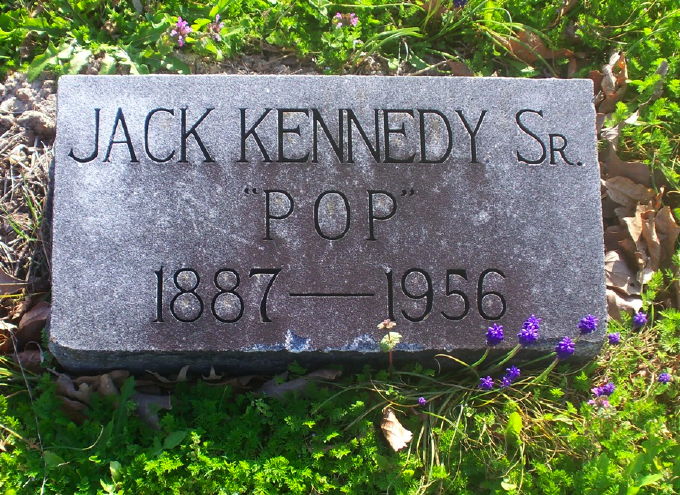 JACK KENNEDY SR.
"POP"
1887—1956